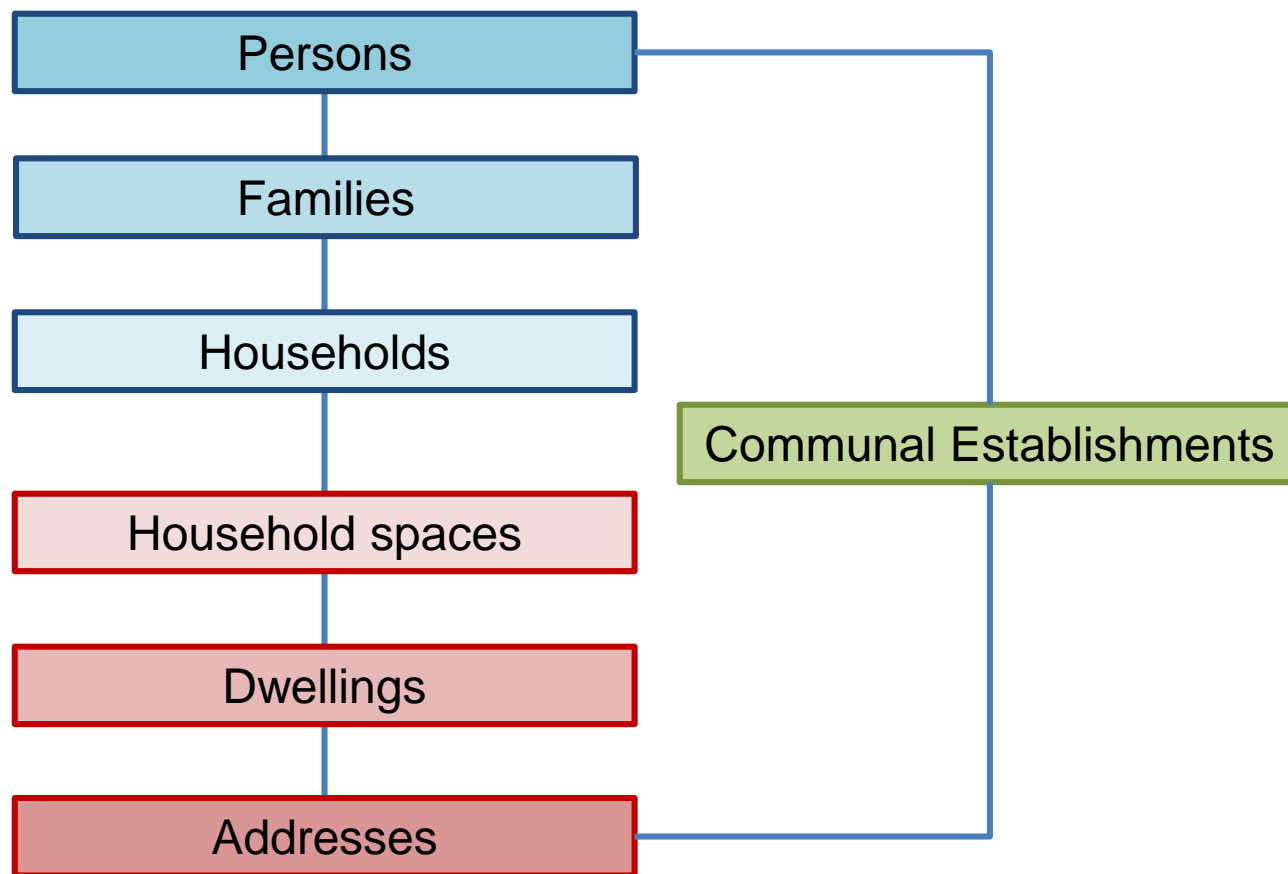 Persons
Families
Households
Communal Establishments
Household spaces
Dwellings
Addresses